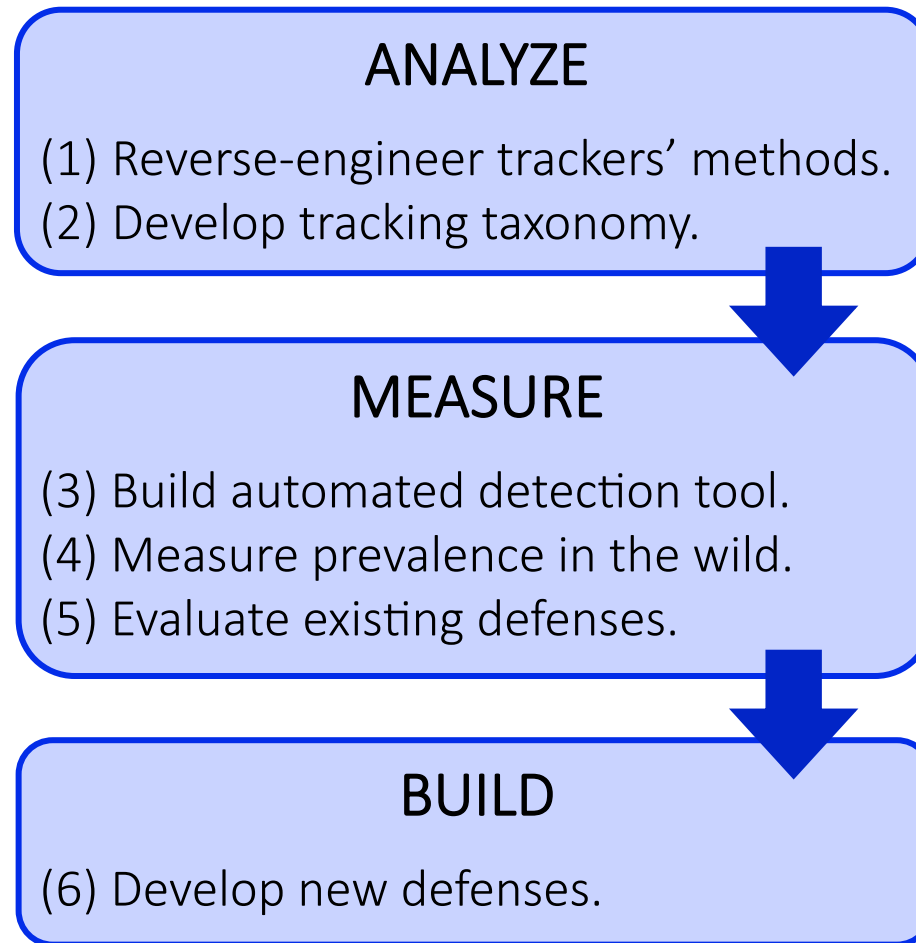 ANALYZE
(1) Reverse-engineer trackers’ methods.
(2) Develop tracking taxonomy.
MEASURE
(3) Build automated detection tool.
(4) Measure prevalence in the wild.
(5) Evaluate existing defenses.
BUILD
(6) Develop new defenses.